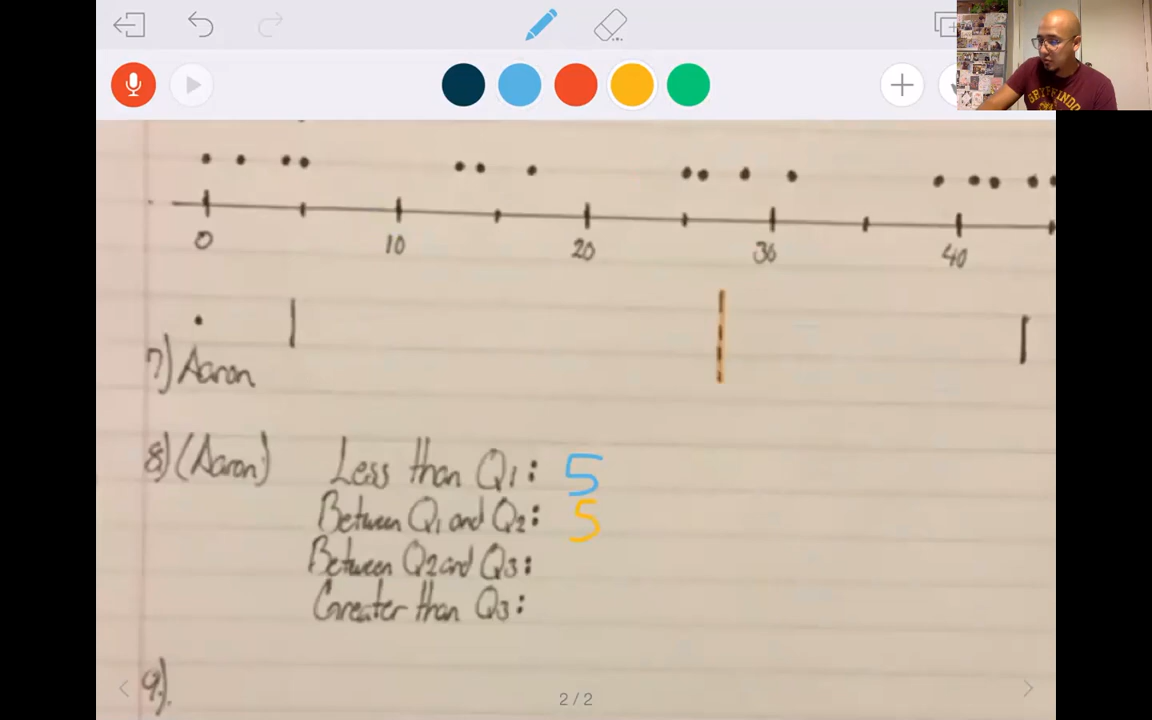 GRYFFINDO
0 10 20 30 40
7) Aaron
8) (Aaron) Less than Q1: 5
Between Q1 and Q2: 5
Between Q2 and Q3:
Greater than Q3:
9).
2 / 2